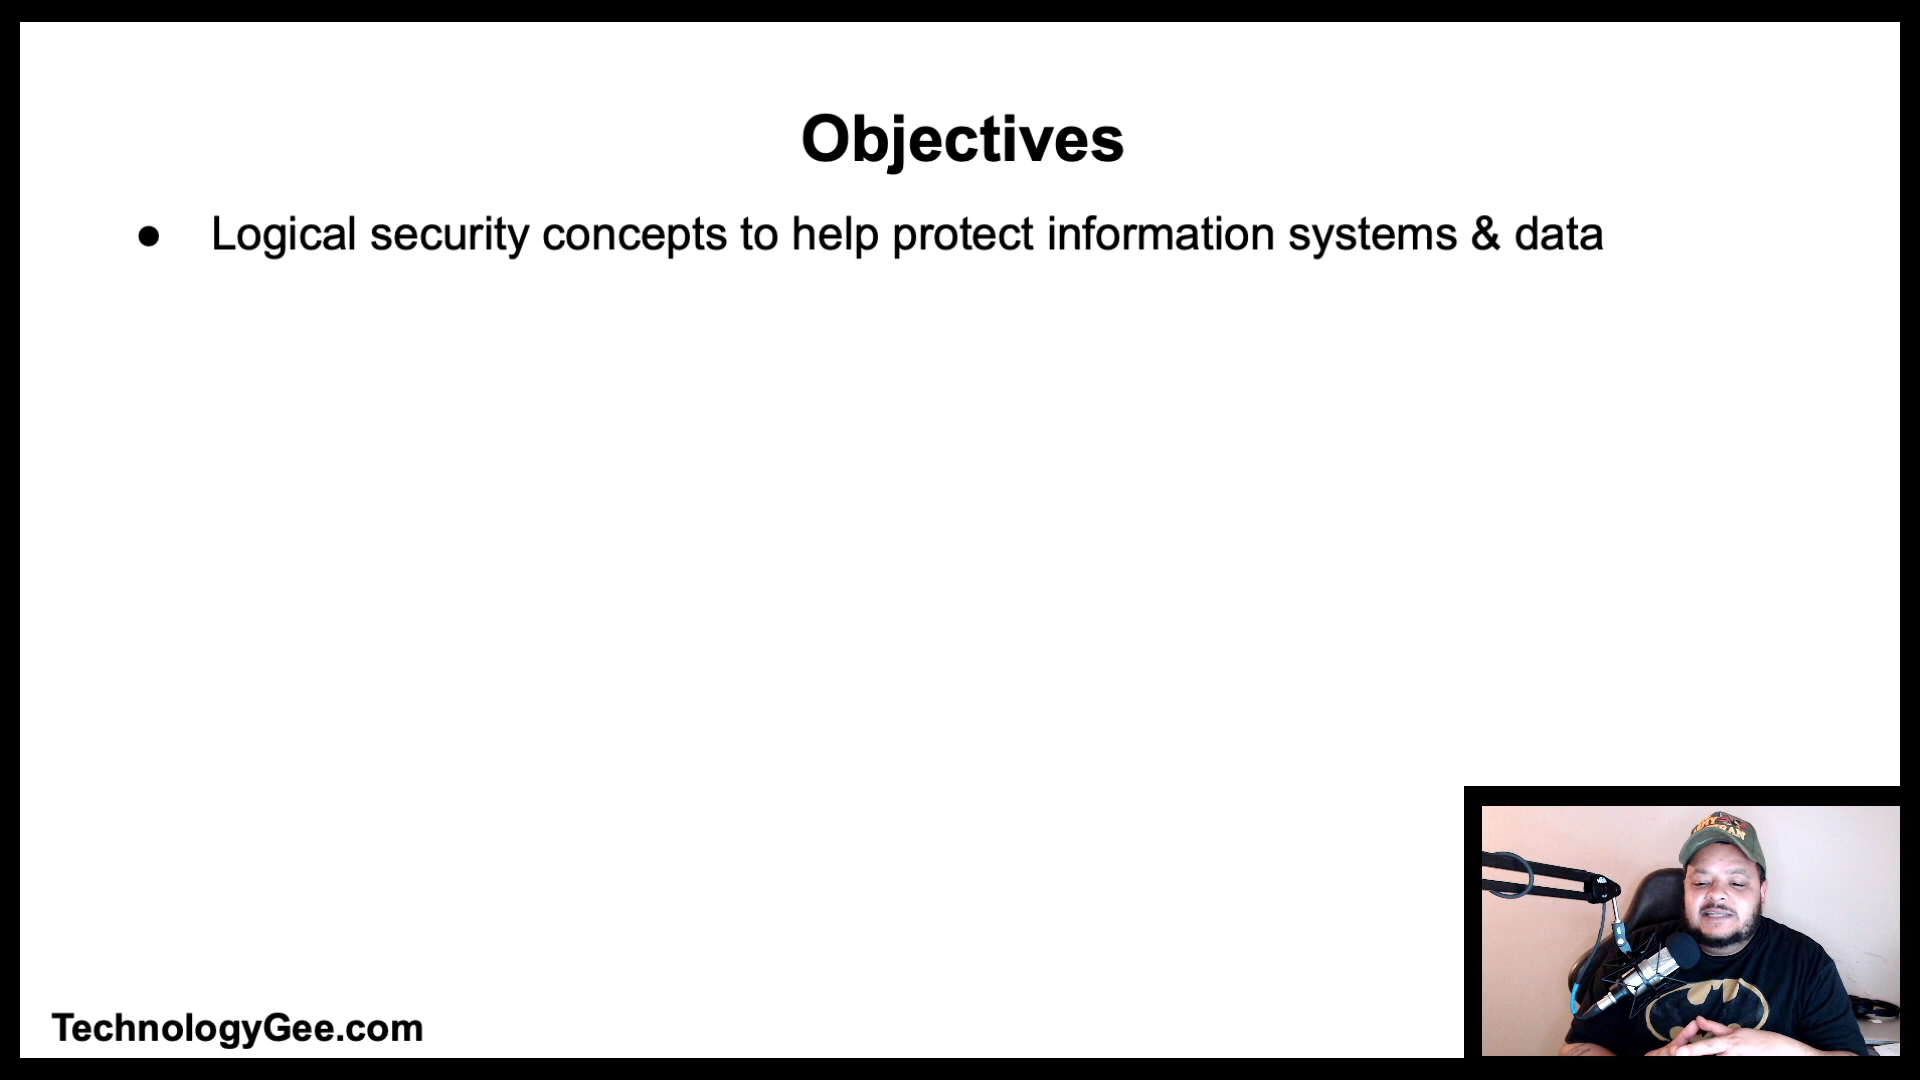 Objectives
● Logical security concepts to help protect information systems & data
TechnologyGee.com